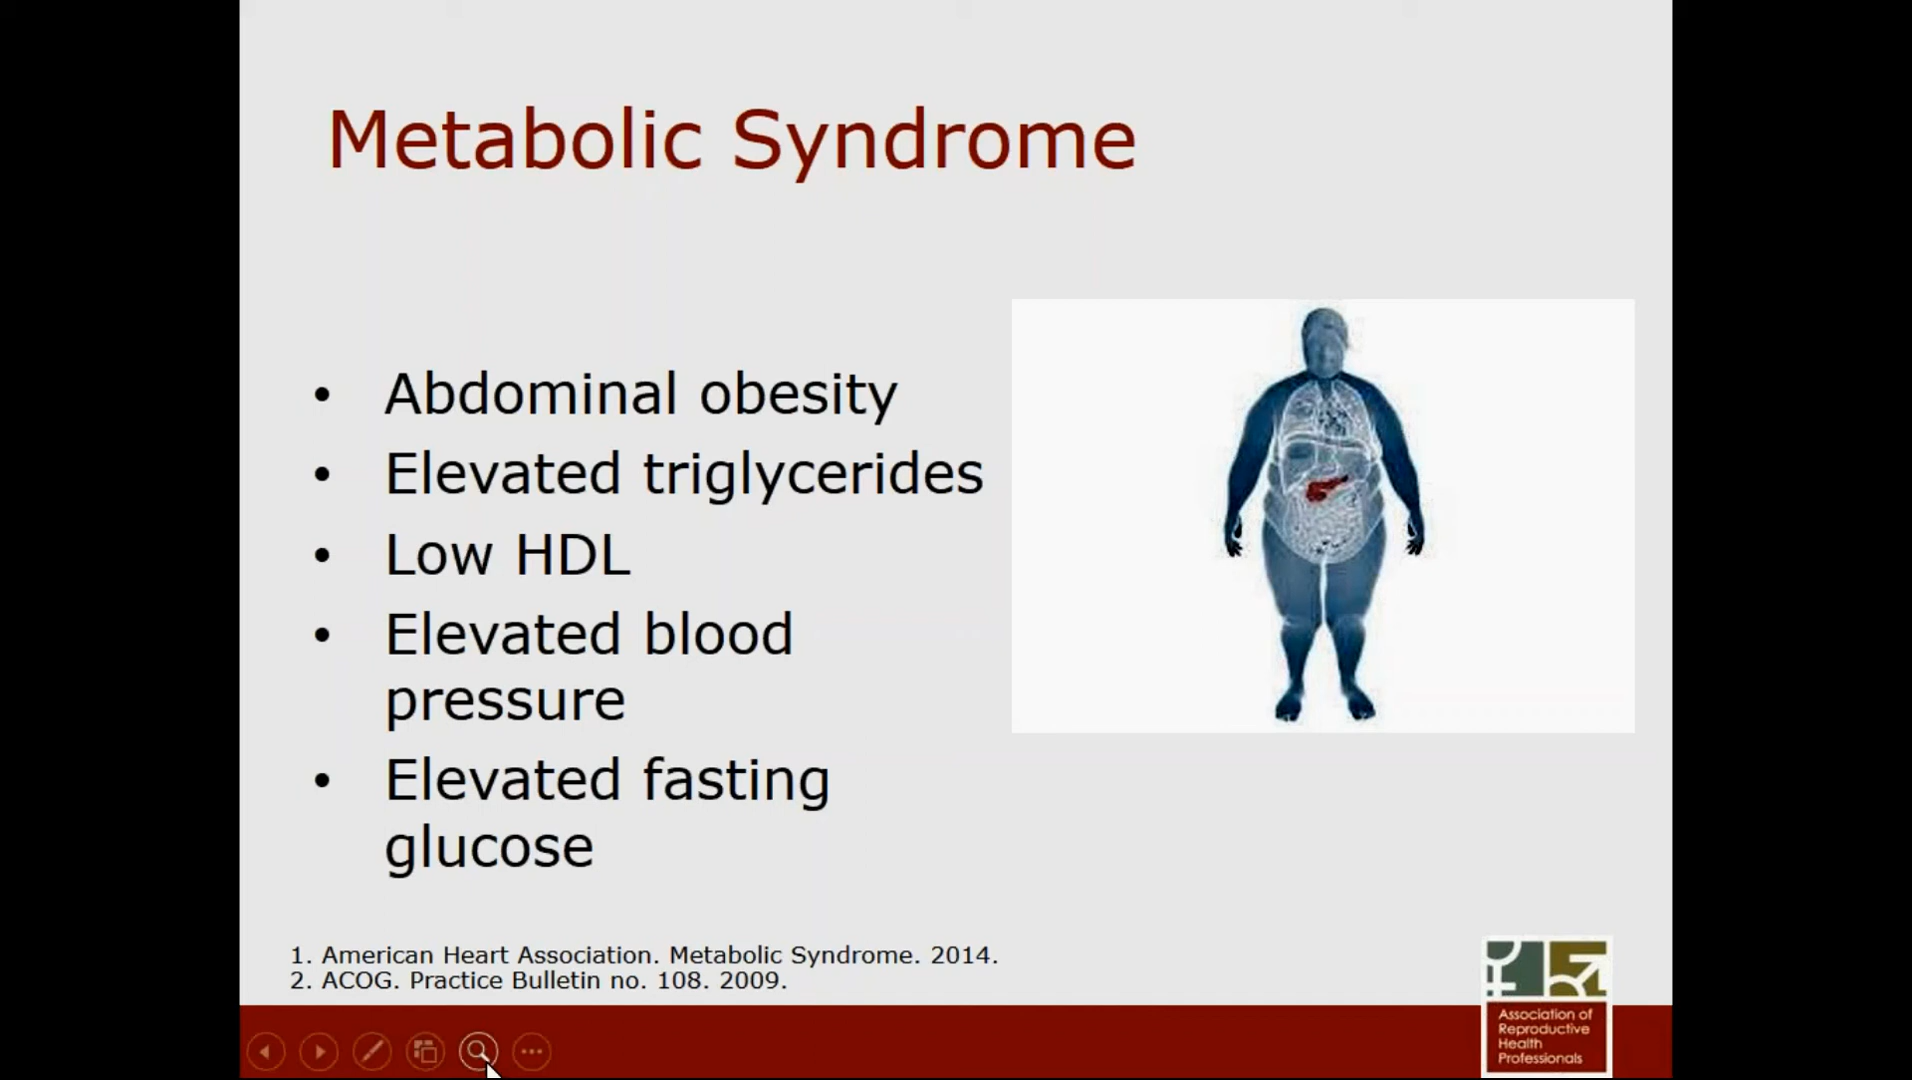 Metabolic Syndrome
• Abdominal obesity
• Elevated triglycerides
• Low HDL
• Elevated blood
pressure
• Elevated fasting
glucose
1. American Heart Association. Metabolic Syndrome. 2014.
2. ACOG. Practice Bulletin no. 108. 2009.
Association of
Reproductive
Health
Professionals